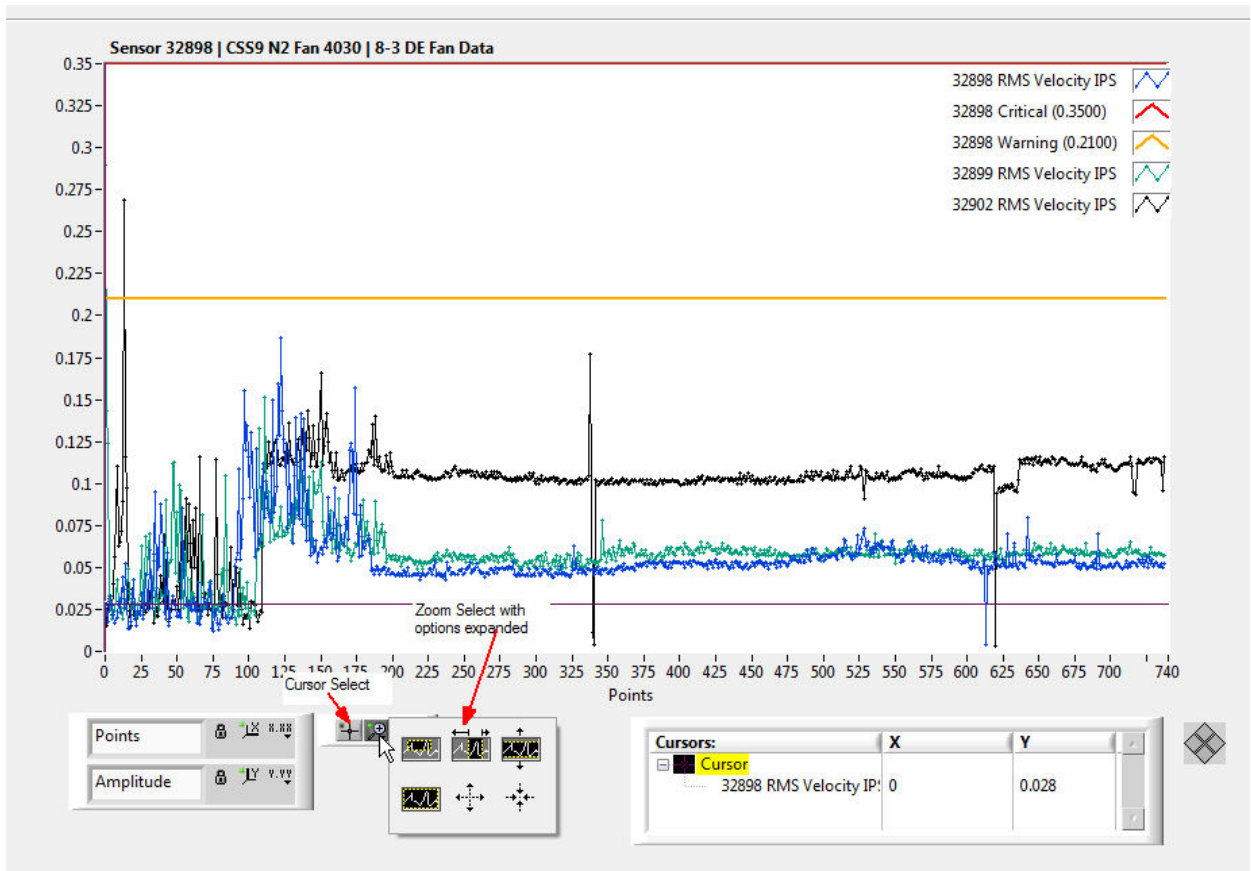 Sensor 32898 | CSS9 N2 Fan 4030 | 8-3 DE Fan Data
0.35
0.325
0.3
0.275
0.25
0.225
0.2
0.175
0.15
0.125
0.1
0.075
0.05
0.025
0
32898 RMS Velocity IPS
32898 Critical (0.3500)
32898 Warning (0.2100)
32899 RMS Velocity IPS
32902 RMS Velocity IPS
Zoom Select with
options expanded
0 25 50 75 100 125 150 175 200 225 250 275 300 325 350 375 400 425 450 475 500 525 550 575 600 625 650 675 700 740
Cursor Select
Points
Points
X X.XX
Amplitude
Y Y.YY
Cursors: X Y
Cursor
32898 RMS Velocity IP 0 0.028